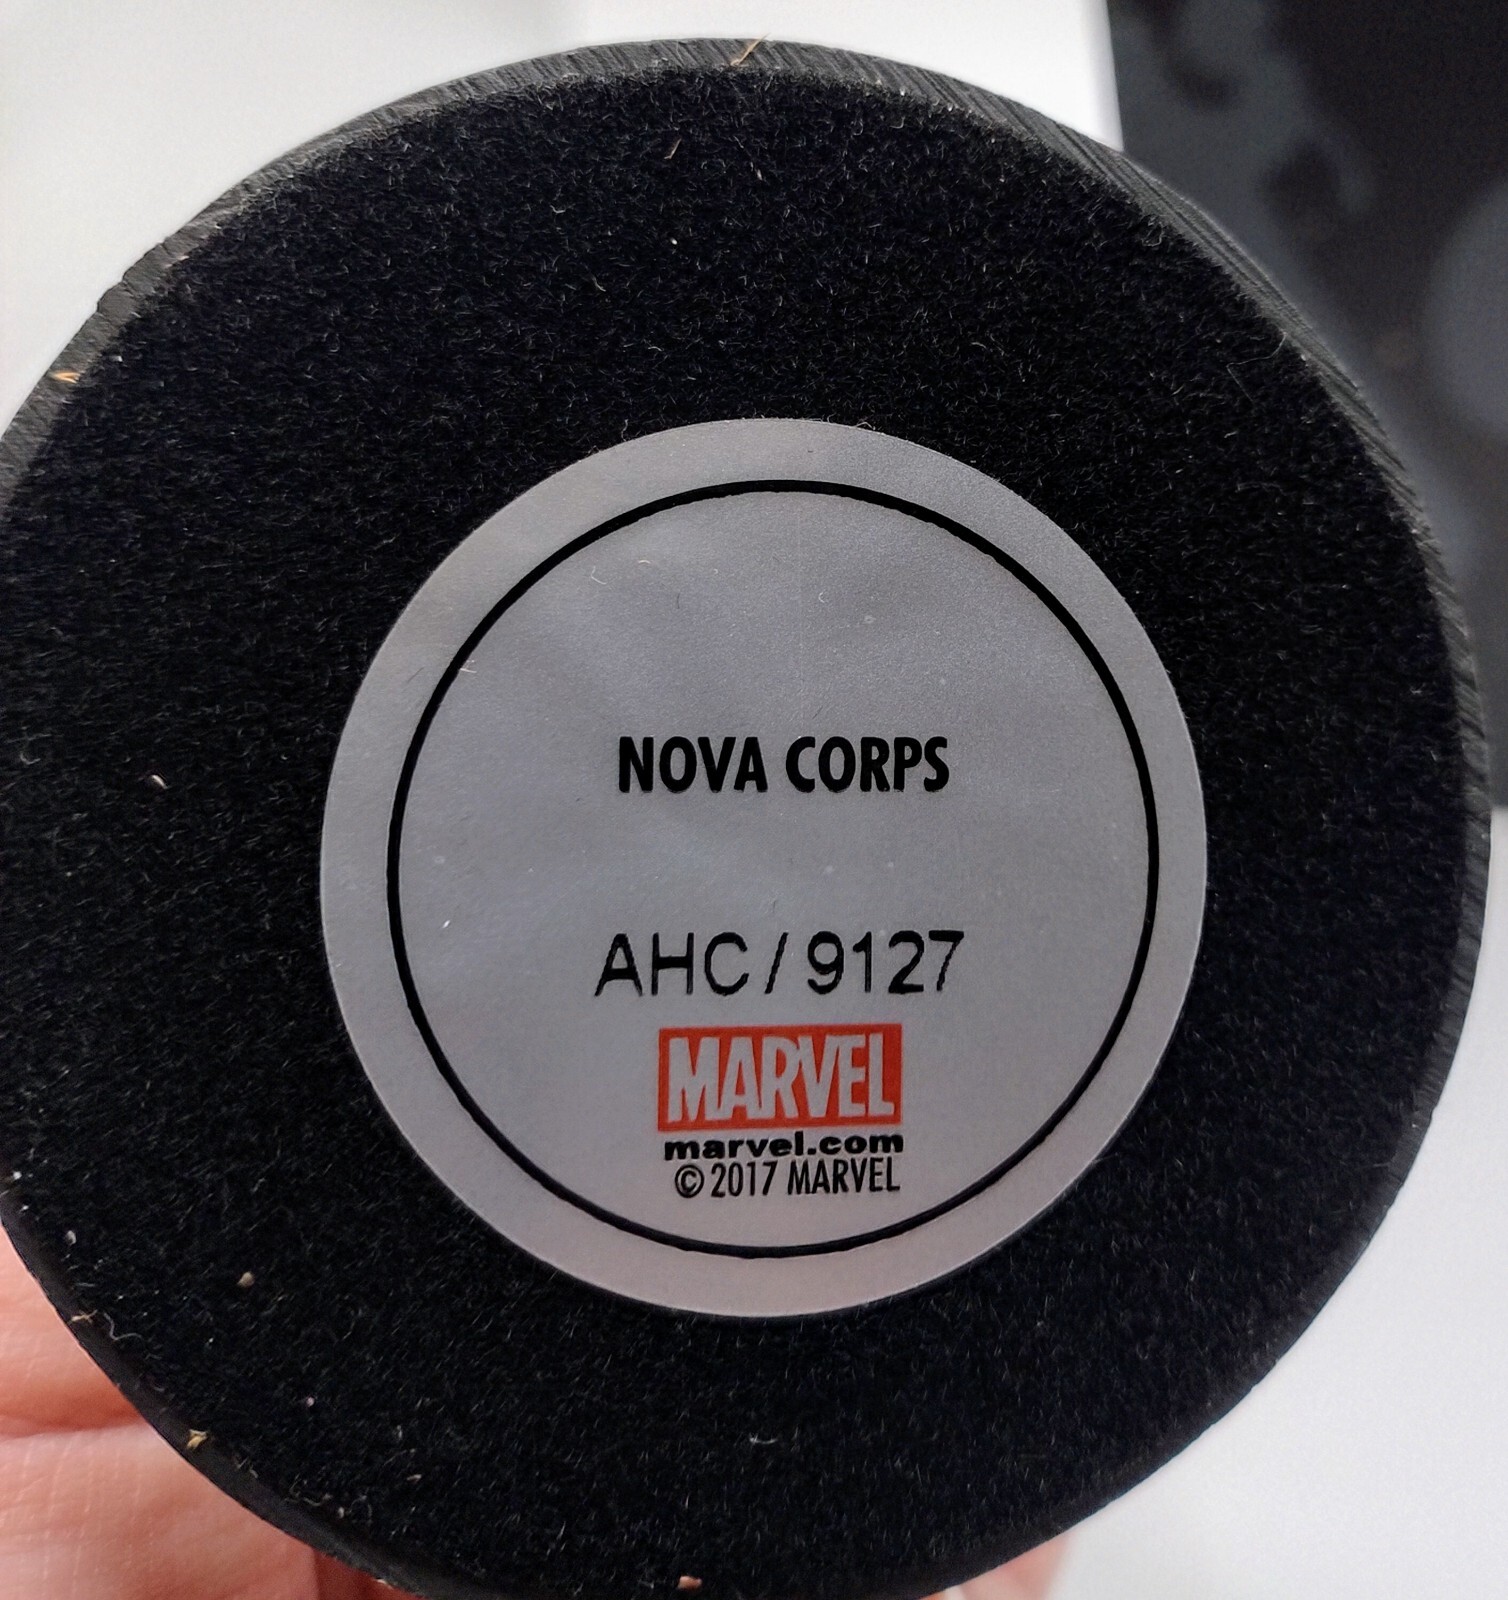 NOVA CORPS
AHC / 9127
MARVEL
marvel.com
© 2017 MARVEL